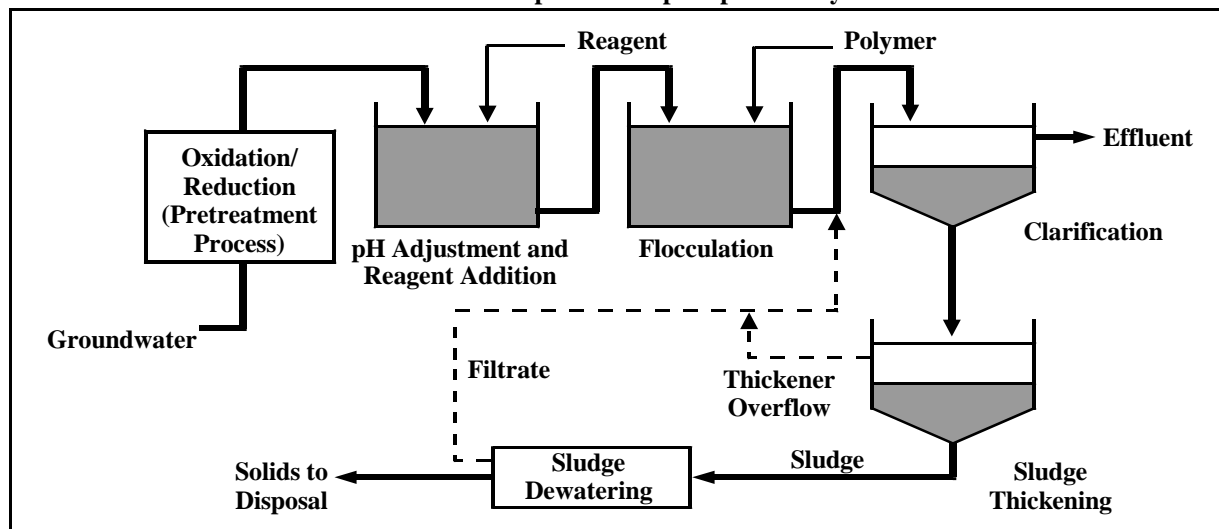 Reagent
Polymer
Oxidation/
Reduction
(Pretreatment
Process)
Effluent
pH Adjustment and
Reagent Addition
Flocculation
Clarification
Groundwater
Filtrate
Thickener
Overflow
Solids to
Disposal
Sludge
Dewatering
Sludge
Sludge
Thickening